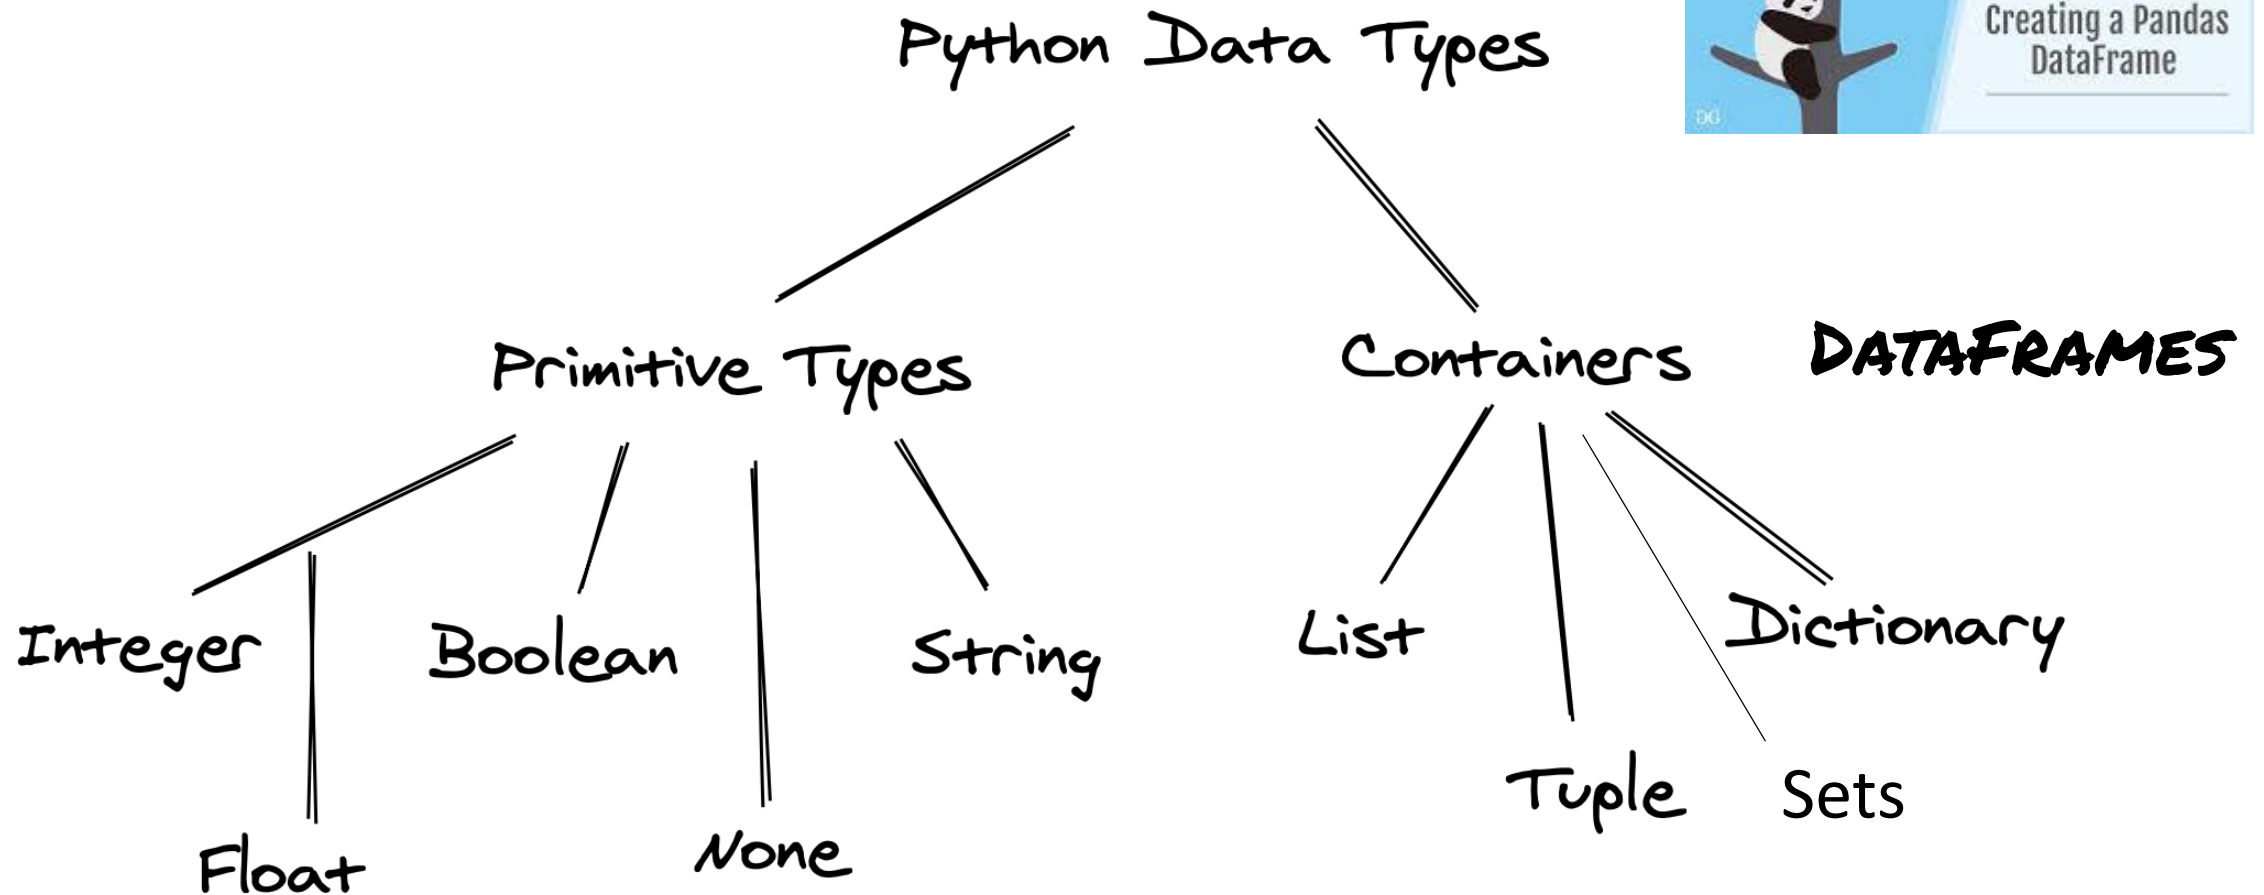 Python Data Types
Creating a Pandas
DataFrame
DG
Primitive Types
Containers
DATAFRAMES
Integer
Boolean
String
List
Dictionary
Float
None
Tuple
Sets